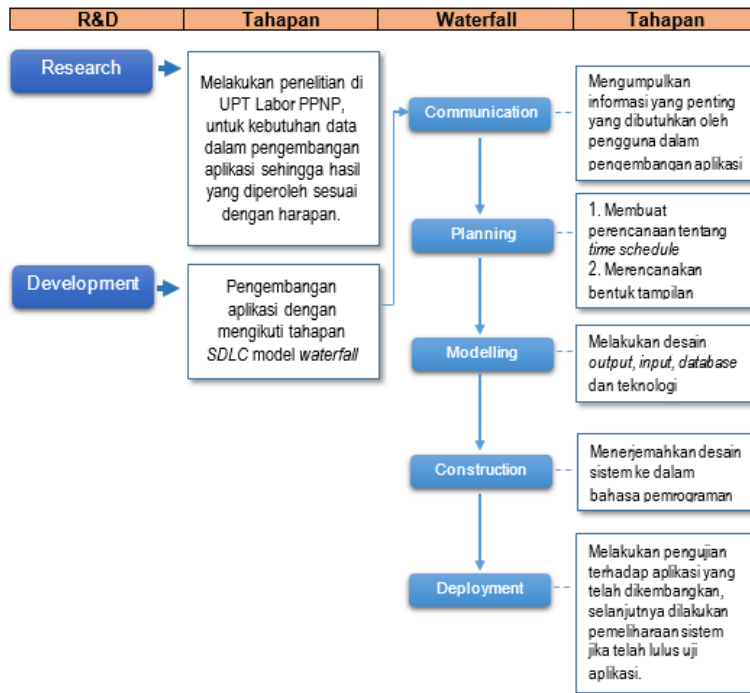 R&D
Tahapan
Waterfall
Tahapan
Research
Melakukan penelitian di
UPT Labor PPNP,
untuk kebutuhan data
dalam pengembangan
aplikasi sehingga hasil
yang diperoleh sesuai
dengan harapan.
Development
Pengembangan
aplikasi dengan
mengikuti tahapan
SDLC model waterfall
Communication
Mengumpulkan
informasi yang penting
yang dibutuhkan oleh
pengguna dalam
pengembangan aplikasi
Planning
1. Membuat
perencanaan tentang
time schedule
2. Merencanakan
bentuk tampilan
Modelling
Melakukan desain
output, input, database
dan teknologi
Construction
Menerjemahkan desain
sistem ke dalam
bahasa pemrograman
Deployment
Melakukan pengujian
terhadap aplikasi yang
telah dikembangkan,
selanjutnya dilakukan
pemeliharaan sistem
jika telah lulus uji
aplikasi.